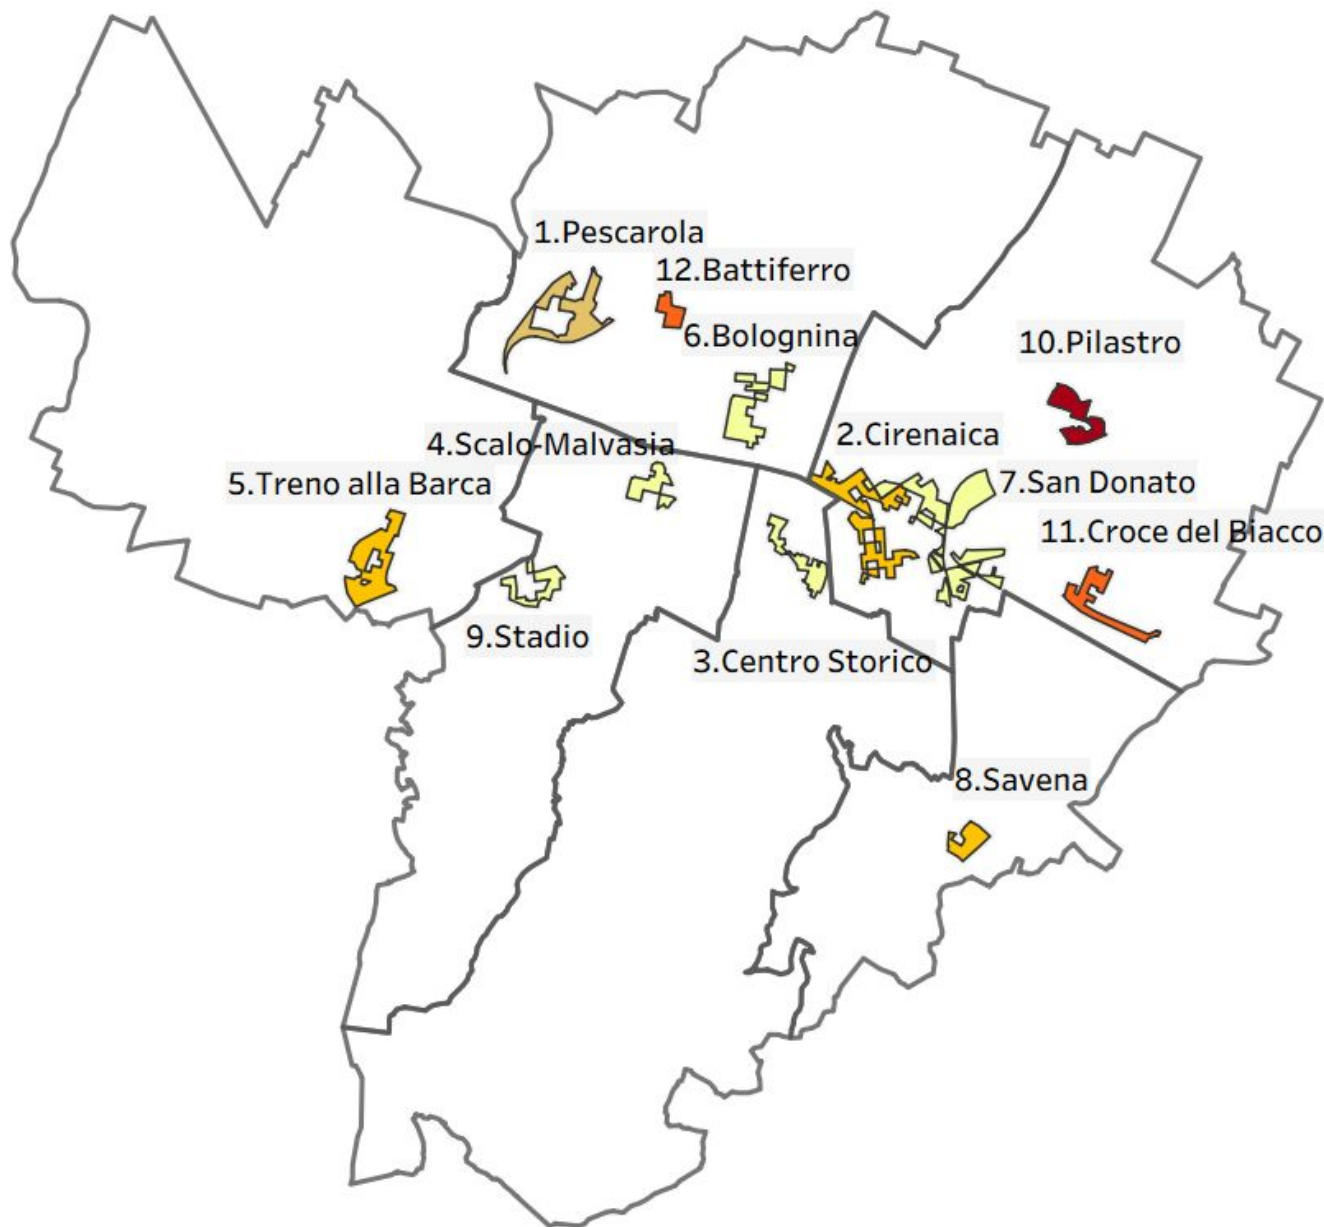 1.Pescarola
12.Battiferro
6.Bolognina
10.Pilastro
4.Scalo-Malvasia
2.Cirenaica
5.Treno alla Barca
7.San Donato
11.Croce del Biacco
9.Stadio
3.Centro Storico
8.Savena